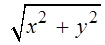 √(x² + y²)